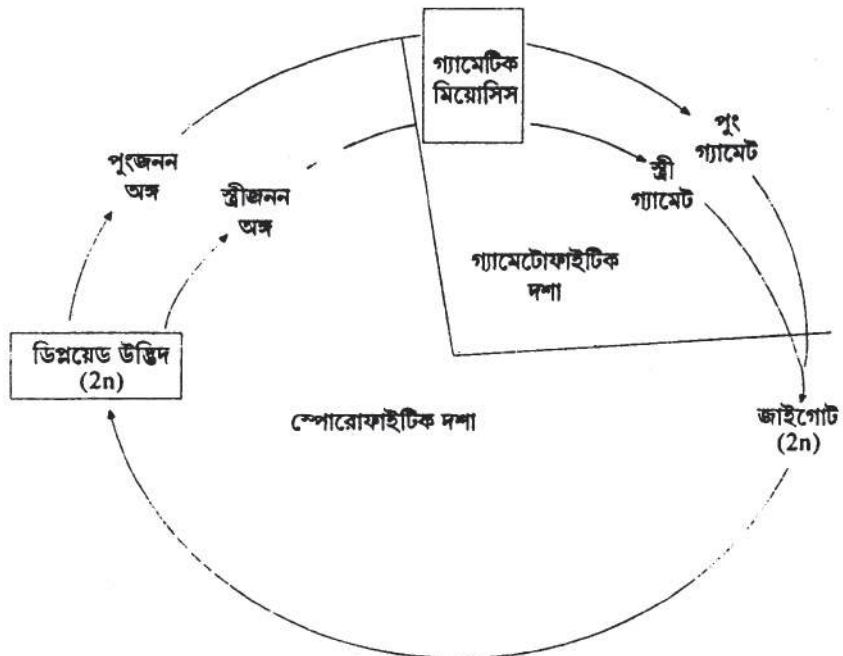 গ্যামেটিক
মিয়োসিস
পুং
গ্যামেট
পুংজনন
অঙ্গ
স্ত্রী
গ্যামেট
স্ত্রীজনন
অঙ্গ
গ্যামেটোফাইটিক
দশা
ডিপ্লয়েড উদ্ভিদ
(2n)
স্পোরোফাইটিক দশা
জাইগোট
(2n)